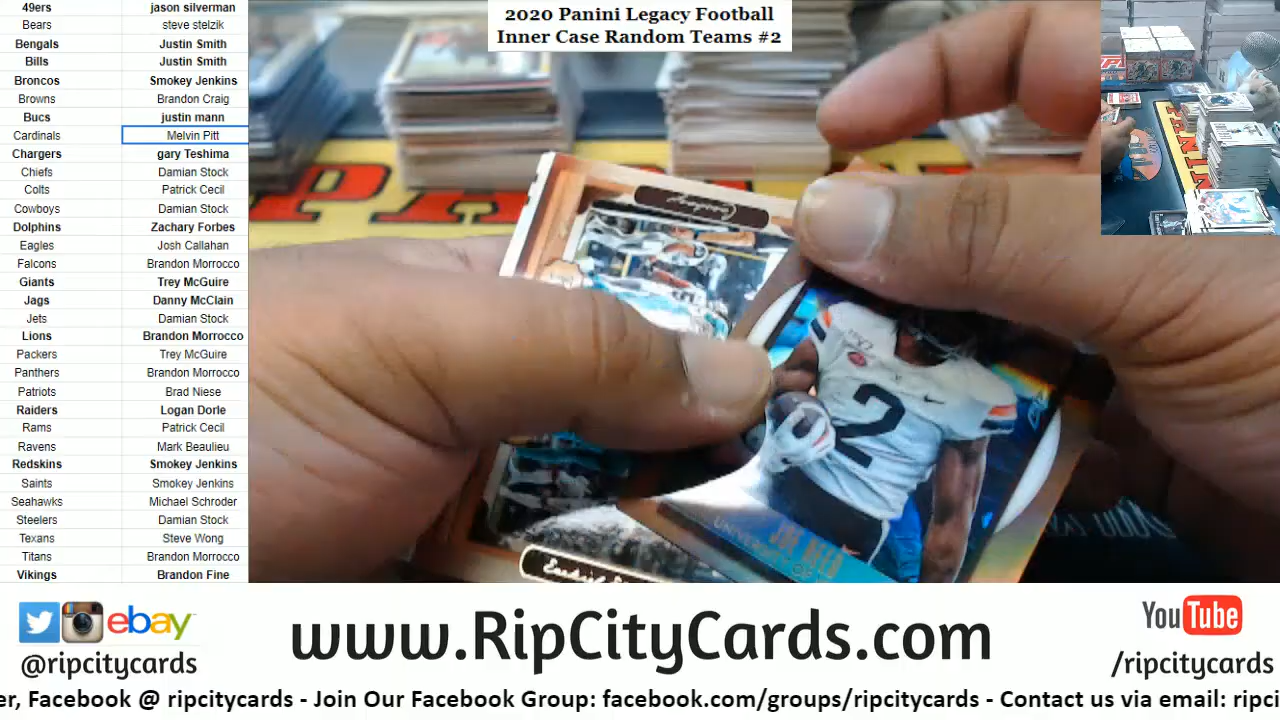 2020 Panini Legacy Football
Inner Case Random Teams #2
49ers jason silverman
Bears steve stelzik
Bengals Justin Smith
Bills Justin Smith
Broncos Smokey Jenkins
Browns Brandon Craig
Bucs justin mann
Cardinals Melvin Pitt
Chargers gary Teshima
Chiefs Damian Stock
Colts Patrick Cecil
Cowboys Damian Stock
Dolphins Zachary Forbes
Eagles Josh Callahan
Falcons Brandon Morrocco
Giants Trey McGuire
Jags Danny McClain
Jets Damian Stock
Lions Brandon Morrocco
Packers Trey McGuire
Panthers Brandon Morrocco
Patriots Brad Niese
Raiders Logan Dorle
Rams Patrick Cecil
Ravens Mark Beaulieu
Redskins Smokey Jenkins
Saints Smokey Jenkins
Seahawks Michael Schroder
Steelers Damian Stock
Texans Steve Wong
Titans Brandon Morrocco
Vikings Brandon Fine
2
JOE REED
UNIVERSITY OF
ebay
@ripcitycards
www.RipCityCards.com
YouTube
/ripcitycards
er, Facebook @ ripcitycards - Join Our Facebook Group: facebook.com/groups/ripcitycards - Contact us via email: ripci